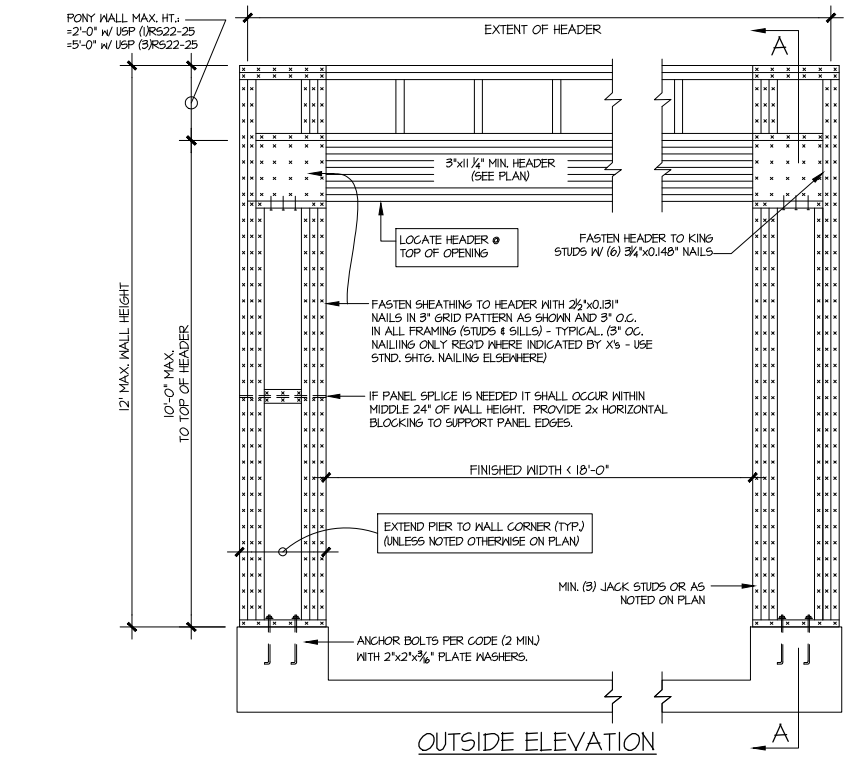 PONY WALL MAX. HT.:
=2'-0" W/ USP (1)RS22-25
=5'-0" W/ USP (3)RS22-25
EXTENT OF HEADER
A
3"x11 1/4" MIN. HEADER
(SEE PLAN)
LOCATE HEADER @
TOP OF OPENING
FASTEN HEADER TO KING
STUDS W/ (6) 3 1/4"x0.148" NAILS
FASTEN SHEATHING TO HEADER WITH 2 1/2"x0.131"
NAILS IN 3" GRID PATTERN AS SHOWN AND 3" O.C.
IN ALL FRAMING (STUDS & SILLS) - TYPICAL. (3" OC.
NAILIING ONLY REQ'D WHERE INDICATED BY X's - USE
STND. SHTG. NAILING ELSEWHERE)
12' MAX. WALL HEIGHT
10'-0" MAX.
TO TOP OF HEADER
IF PANEL SPLICE IS NEEDED IT SHALL OCCUR WITHIN
MIDDLE 24" OF WALL HEIGHT. PROVIDE 2x HORIZONTAL
BLOCKING TO SUPPORT PANEL EDGES.
FINISHED WIDTH < 18'-0"
EXTEND PIER TO WALL CORNER (TYP.)
(UNLESS NOTED OTHERWISE ON PLAN)
MIN. (3) JACK STUDS OR AS
NOTED ON PLAN
ANCHOR BOLTS PER CODE (2 MIN.)
WITH 2"x2"x3/16" PLATE WASHERS.
A
OUTSIDE ELEVATION